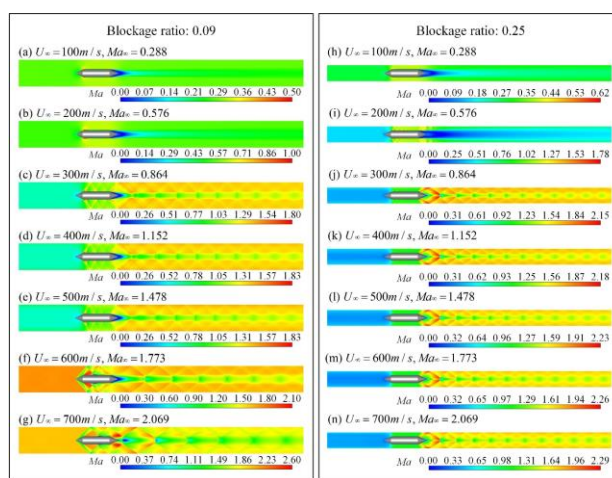 Blockage ratio: 0.09
(a) U∞=100m/s, Ma∞=0.288
Ma 0.00 0.07 0.14 0.21 0.29 0.36 0.43 0.50
(b) U∞=200m/s, Ma∞=0.576
Ma 0.00 0.14 0.29 0.43 0.57 0.71 0.86 1.00
(c) U∞=300m/s, Ma∞=0.864
Ma 0.00 0.26 0.51 0.77 1.03 1.29 1.54 1.80
(d) U∞=400m/s, Ma∞=1.152
Ma 0.00 0.26 0.52 0.78 1.05 1.31 1.57 1.83
(e) U∞=500m/s, Ma∞=1.478
Ma 0.00 0.26 0.52 0.78 1.05 1.31 1.57 1.83
(f) U∞=600m/s, Ma∞=1.773
Ma 0.00 0.30 0.60 0.90 1.20 1.50 1.80 2.10
(g) U∞=700m/s, Ma∞=2.069
Ma 0.00 0.37 0.74 1.11 1.49 1.86 2.23 2.60
Blockage ratio: 0.25
(h) U∞=100m/s, Ma∞=0.288
Ma 0.00 0.09 0.18 0.27 0.35 0.44 0.53 0.62
(i) U∞=200m/s, Ma∞=0.576
Ma 0.00 0.25 0.51 0.76 1.02 1.27 1.53 1.78
(j) U∞=300m/s, Ma∞=0.864
Ma 0.00 0.31 0.61 0.92 1.23 1.54 1.84 2.15
(k) U∞=400m/s, Ma∞=1.152
Ma 0.00 0.31 0.62 0.93 1.25 1.56 1.87 2.18
(l) U∞=500m/s, Ma∞=1.478
Ma 0.00 0.32 0.64 0.96 1.27 1.59 1.91 2.23
(m) U∞=600m/s, Ma∞=1.773
Ma 0.00 0.32 0.65 0.97 1.29 1.61 1.94 2.26
(n) U∞=700m/s, Ma∞=2.069
Ma 0.00 0.33 0.65 0.98 1.31 1.63 1.96 2.29